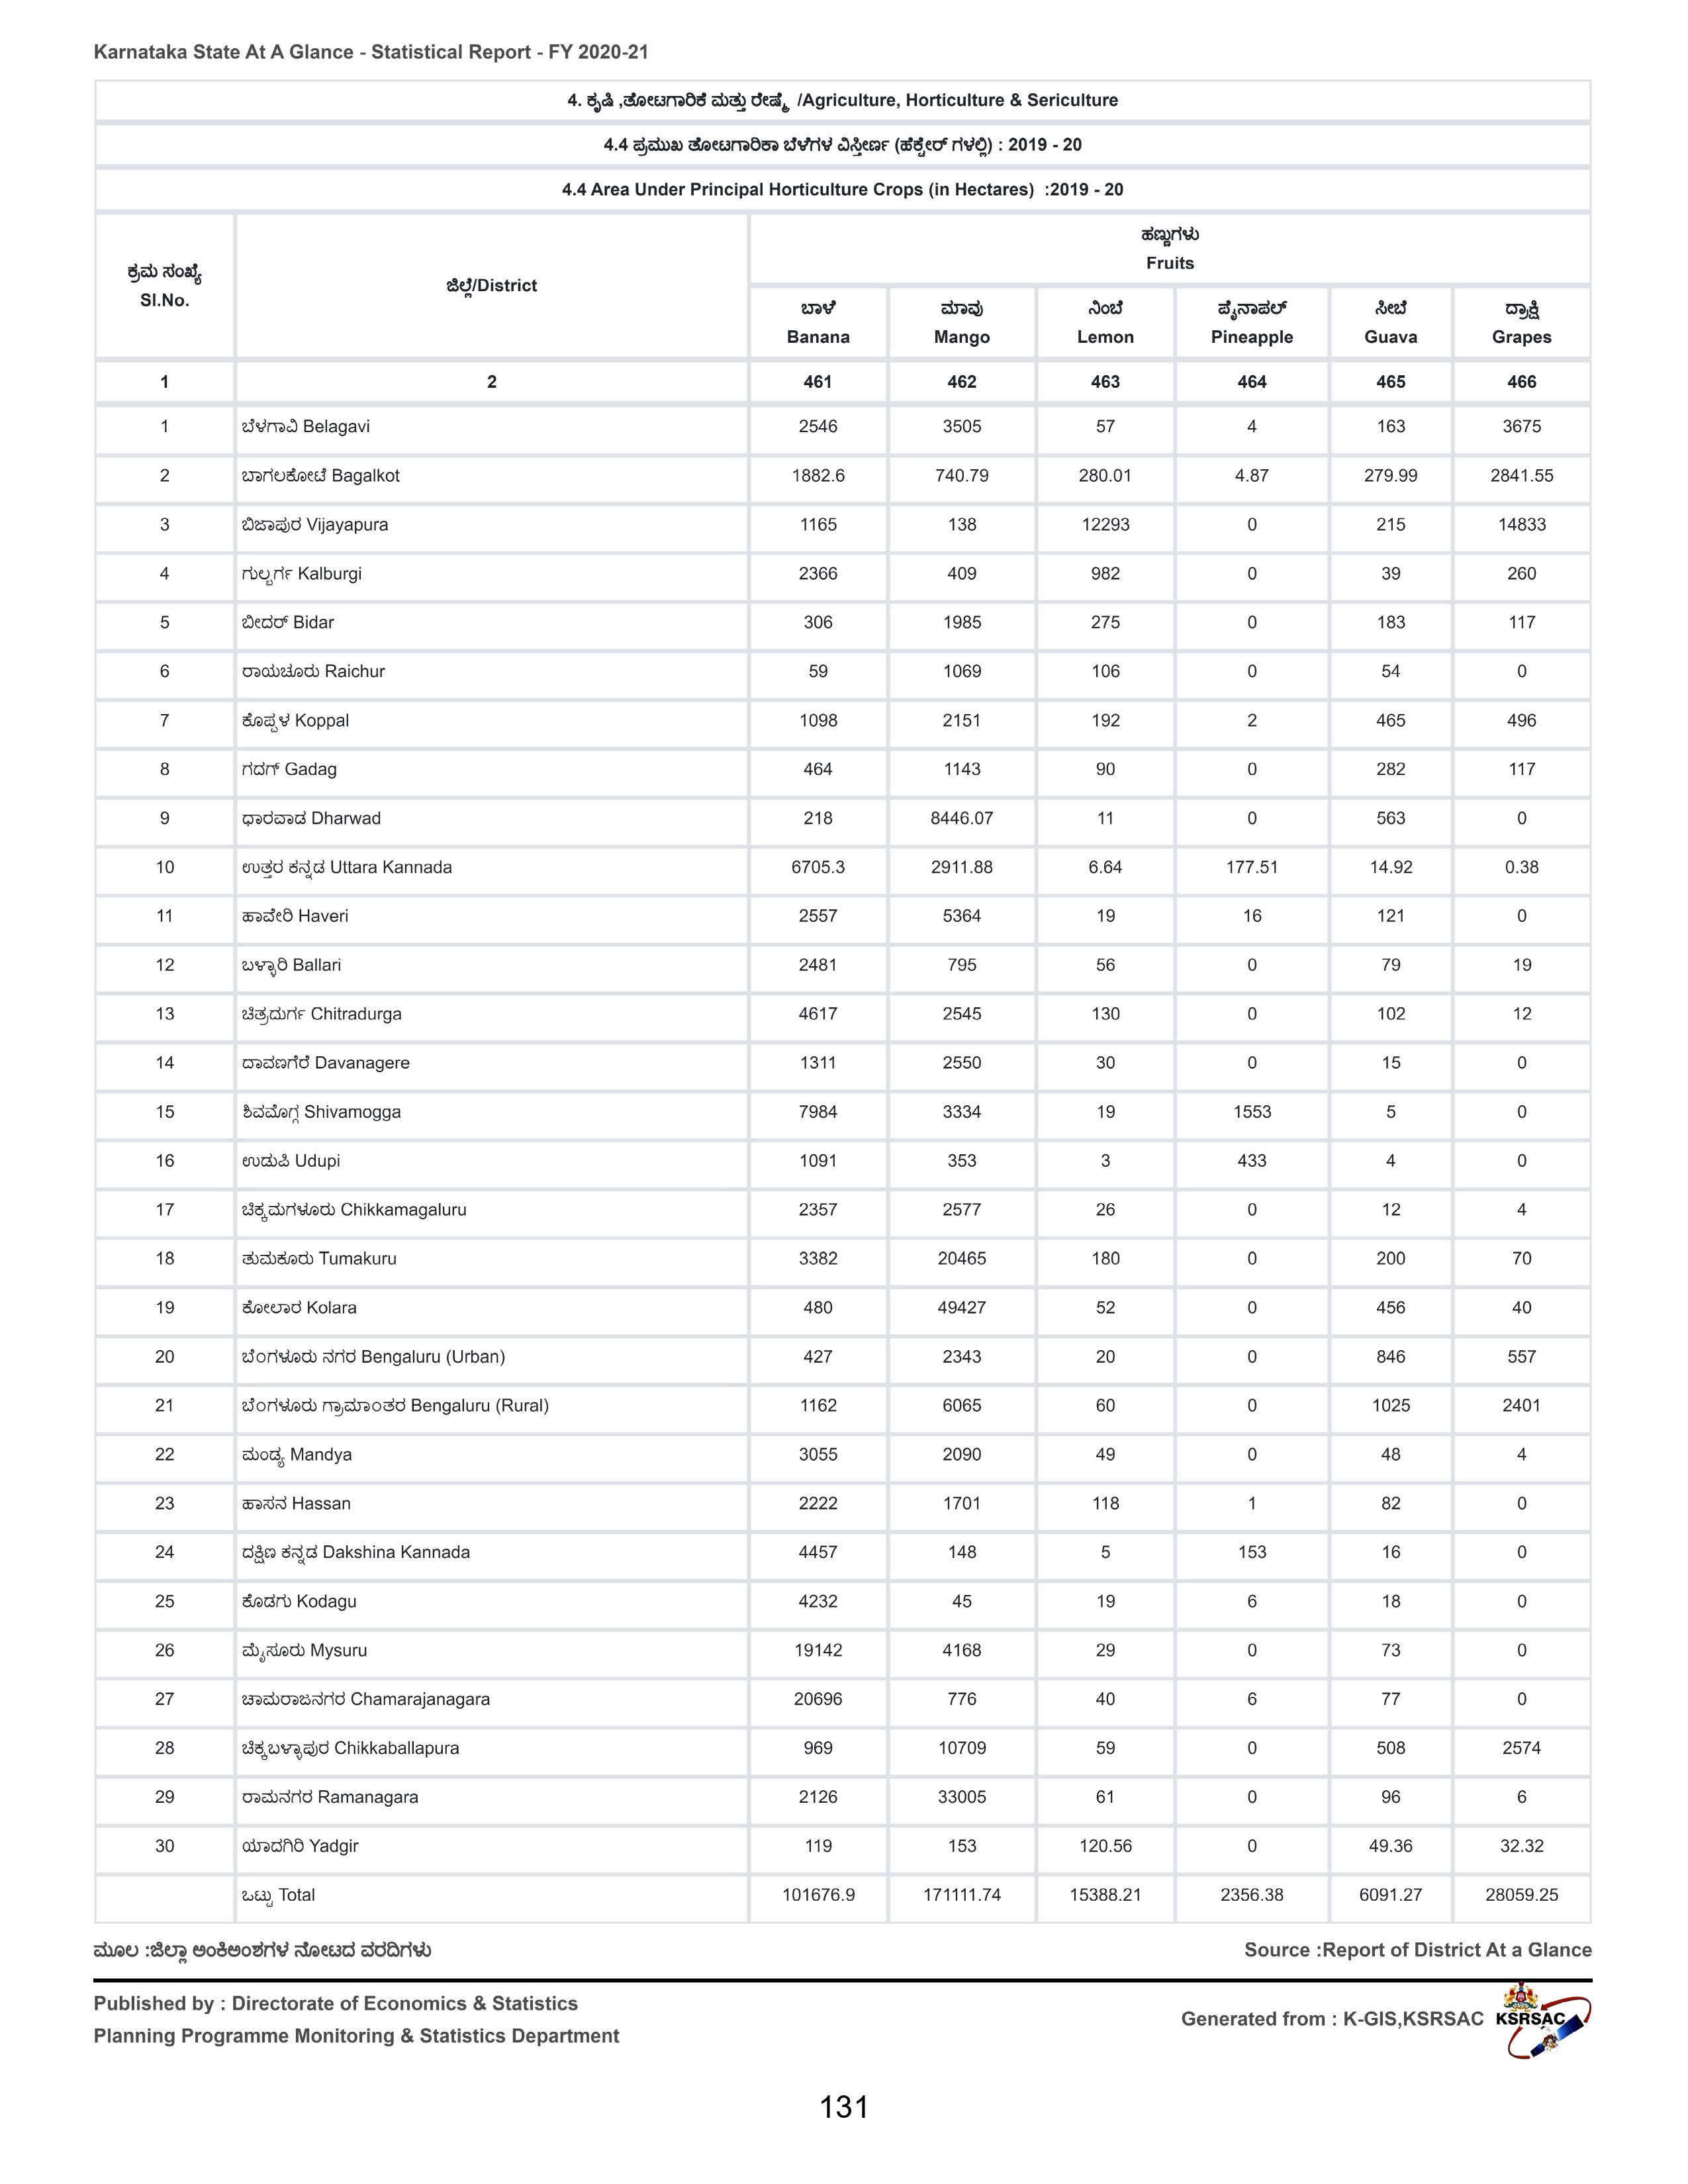 Karnataka State At A Glance - Statistical Report - FY 2020-21
4. ಕೃಷಿ ,ತೋಟಗಾರಿಕೆ ಮತ್ತು ರೇಷ್ಮೆ /Agriculture, Horticulture & Sericulture
4.4 ಪ್ರಮುಖ ತೋಟಗಾರಿಕಾ ಬೆಳೆಗಳ ವಿಸ್ತೀರ್ಣ (ಹೆಕ್ಟೇರ್ ಗಳಲ್ಲಿ) : 2019 - 20
4.4 Area Under Principal Horticulture Crops (in Hectares) :2019 - 20
ಕ್ರಮ ಸಂಖ್ಯೆ
Sl.No.
ಜಿಲ್ಲೆ/District
ಹಣ್ಣುಗಳು
Fruits
ಬಾಳೆ ಮಾವು ನಿಂಬೆ ಪೈನಾಪಲ್ ಸೀಬೆ ದ್ರಾಕ್ಷಿ
Banana Mango Lemon Pineapple Guava Grapes
1 2 461 462 463 464 465 466
1 ಬೆಳಗಾವಿ Belagavi 2546 3505 57 4 163 3675
2 ಬಾಗಲಕೋಟೆ Bagalkot 1882.6 740.79 280.01 4.87 279.99 2841.55
3 ಬಿಜಾಪುರ Vijayapura 1165 138 12293 0 215 14833
4 ಗುಲ್ಬರ್ಗ Kalburgi 2366 409 982 0 39 260
5 ಬೀದರ್ Bidar 306 1985 275 0 183 117
6 ರಾಯಚೂರು Raichur 59 1069 106 0 54 0
7 ಕೊಪ್ಪಳ Koppal 1098 2151 192 2 465 496
8 ಗದಗ್ Gadag 464 1143 90 0 282 117
9 ಧಾರವಾಡ Dharwad 218 8446.07 11 0 563 0
10 ಉತ್ತರ ಕನ್ನಡ Uttara Kannada 6705.3 2911.88 6.64 177.51 14.92 0.38
11 ಹಾವೇರಿ Haveri 2557 5364 19 16 121 0
12 ಬಳ್ಳಾರಿ Ballari 2481 795 56 0 79 19
13 ಚಿತ್ರದುರ್ಗ Chitradurga 4617 2545 130 0 102 12
14 ದಾವಣಗೆರೆ Davanagere 1311 2550 30 0 15 0
15 ಶಿವಮೊಗ್ಗ Shivamogga 7984 3334 19 1553 5 0
16 ಉಡುಪಿ Udupi 1091 353 3 433 4 0
17 ಚಿಕ್ಕಮಗಳೂರು Chikkamagaluru 2357 2577 26 0 12 4
18 ತುಮಕೂರು Tumakuru 3382 20465 180 0 200 70
19 ಕೋಲಾರ Kolara 480 49427 52 0 456 40
20 ಬೆಂಗಳೂರು ನಗರ Bengaluru (Urban) 427 2343 20 0 846 557
21 ಬೆಂಗಳೂರು ಗ್ರಾಮಾಂತರ Bengaluru (Rural) 1162 6065 60 0 1025 2401
22 ಮಂಡ್ಯ Mandya 3055 2090 49 0 48 4
23 ಹಾಸನ Hassan 2222 1701 118 1 82 0
24 ದಕ್ಷಿಣ ಕನ್ನಡ Dakshina Kannada 4457 148 5 153 16 0
25 ಕೊಡಗು Kodagu 4232 45 19 6 18 0
26 ಮೈಸೂರು Mysuru 19142 4168 29 0 73 0
27 ಚಾಮರಾಜನಗರ Chamarajanagara 20696 776 40 6 77 0
28 ಚಿಕ್ಕಬಳ್ಳಾಪುರ Chikkaballapura 969 10709 59 0 508 2574
29 ರಾಮನಗರ Ramanagara 2126 33005 61 0 96 6
30 ಯಾದಗಿರಿ Yadgir 119 153 120.56 0 49.36 32.32
ಒಟ್ಟು Total 101676.9 171111.74 15388.21 2356.38 6091.27 28059.25
ಮೂಲ :ಜಿಲ್ಲಾ ಅಂಕಿಅಂಶಗಳ ನೋಟದ ವರದಿಗಳು Source :Report of District At a Glance
Published by : Directorate of Economics & Statistics
Planning Programme Monitoring & Statistics Department
Generated from : K-GIS,KSRSAC KSRSAC
131